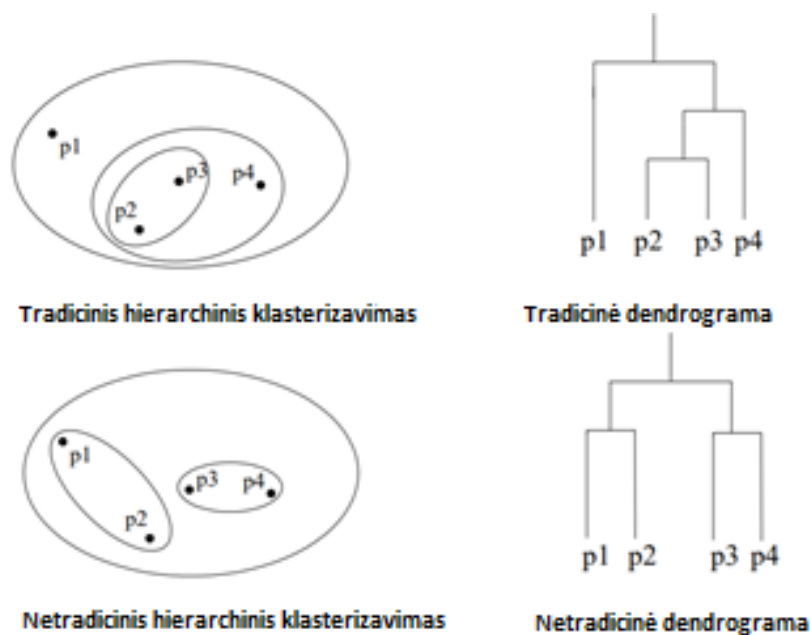 p1
p3
p4
p2
p1 p2 p3 p4
Tradicinis hierarchinis klasterizavimas
Tradicinė dendrograma
p1
p3 p4
p2
p1 p2 p3 p4
Netradicinis hierarchinis klasterizavimas
Netradicinė dendrograma